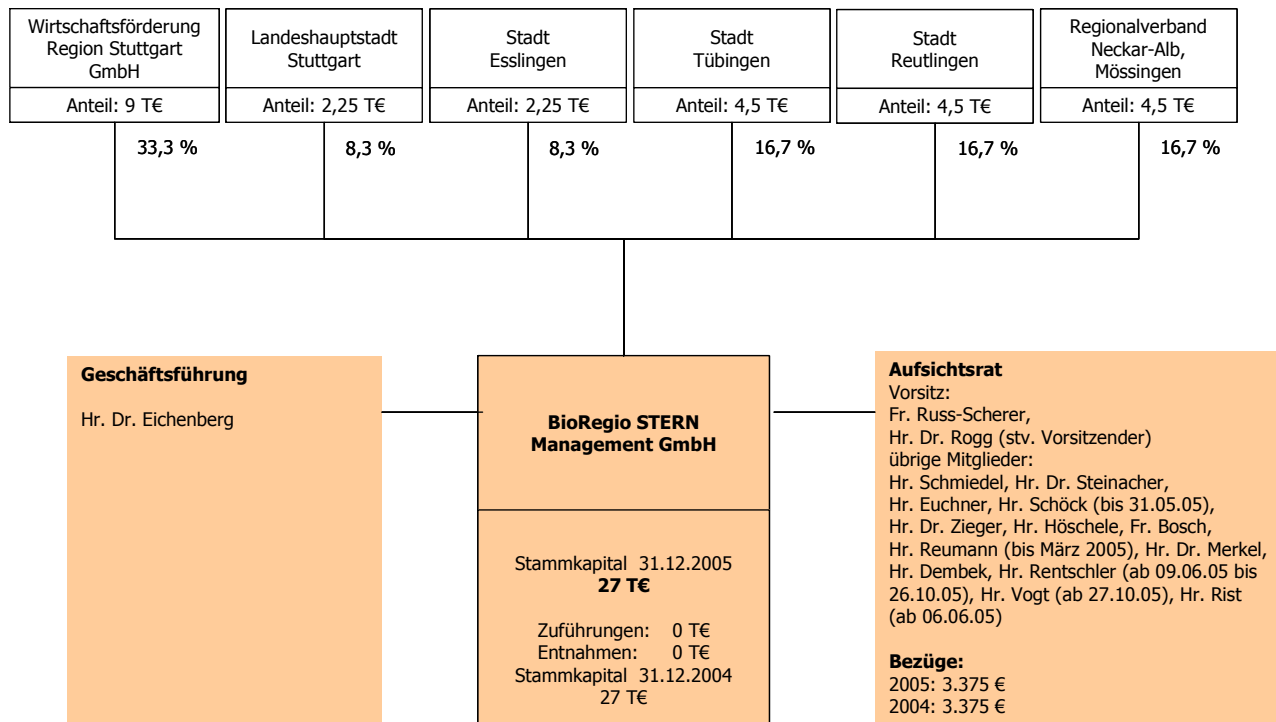 Wirtschaftsförderung
Region Stuttgart
GmbH
Anteil: 9 T€
33,3 %
Landeshauptstadt
Stuttgart
Anteil: 2,25 T€
8,3 %
Stadt
Esslingen
Anteil: 2,25 T€
8,3 %
Stadt
Tübingen
Anteil: 4,5 T€
16,7 %
Stadt
Reutlingen
Anteil: 4,5 T€
16,7 %
Regionalverband
Neckar-Alb,
Mössingen
Anteil: 4,5 T€
16,7 %
Geschäftsführung
Hr. Dr. Eichenberg
BioRegio STERN
Management GmbH
Stammkapital 31.12.2005
27 T€
Zuführungen: 0 T€
Entnahmen: 0 T€
Stammkapital 31.12.2004
27 T€
Aufsichtsrat
Vorsitz:
Fr. Russ-Scherer,
Hr. Dr. Rogg (stv. Vorsitzender)
übrige Mitglieder:
Hr. Schmiedel, Hr. Dr. Steinacher,
Hr. Euchner, Hr. Schöck (bis 31.05.05),
Hr. Dr. Zieger, Hr. Höschele, Fr. Bosch,
Hr. Reumann (bis März 2005), Hr. Dr. Merkel,
Hr. Dembek, Hr. Rentschler (ab 09.06.05 bis
26.10.05), Hr. Vogt (ab 27.10.05), Hr. Rist
(ab 06.06.05)
Bezüge:
2005: 3.375 €
2004: 3.375 €